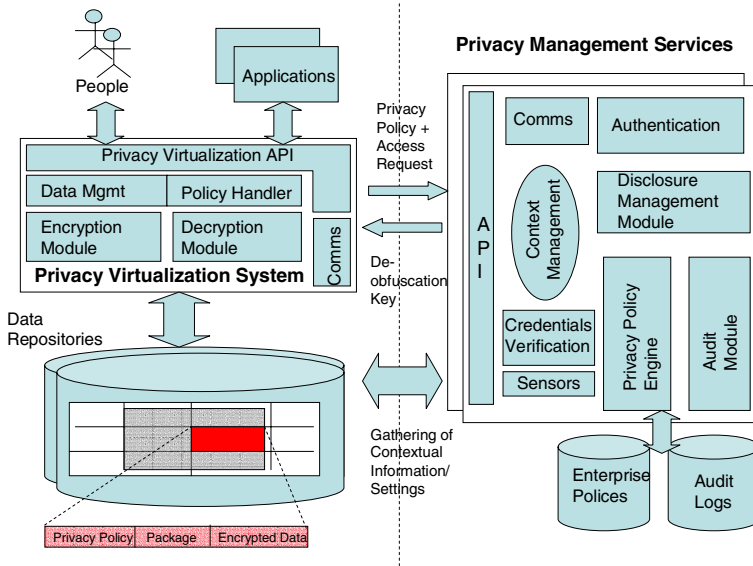 People
Applications
Privacy Virtualization API
Data Mgmt
Policy Handler
Encryption
Module
Decryption
Module
Comms
Privacy Virtualization System
Data
Repositories
Privacy Policy
Package
Encrypted Data
Privacy
Policy +
Access
Request
De-
obfuscation
Key
Gathering of
Contextual
Information/
Settings
Privacy Management Services
API
Comms
Authentication
Context
Management
Disclosure
Management
Module
Credentials
Verification
Sensors
Privacy Policy
Engine
Audit
Module
Enterprise
Polices
Audit
Logs